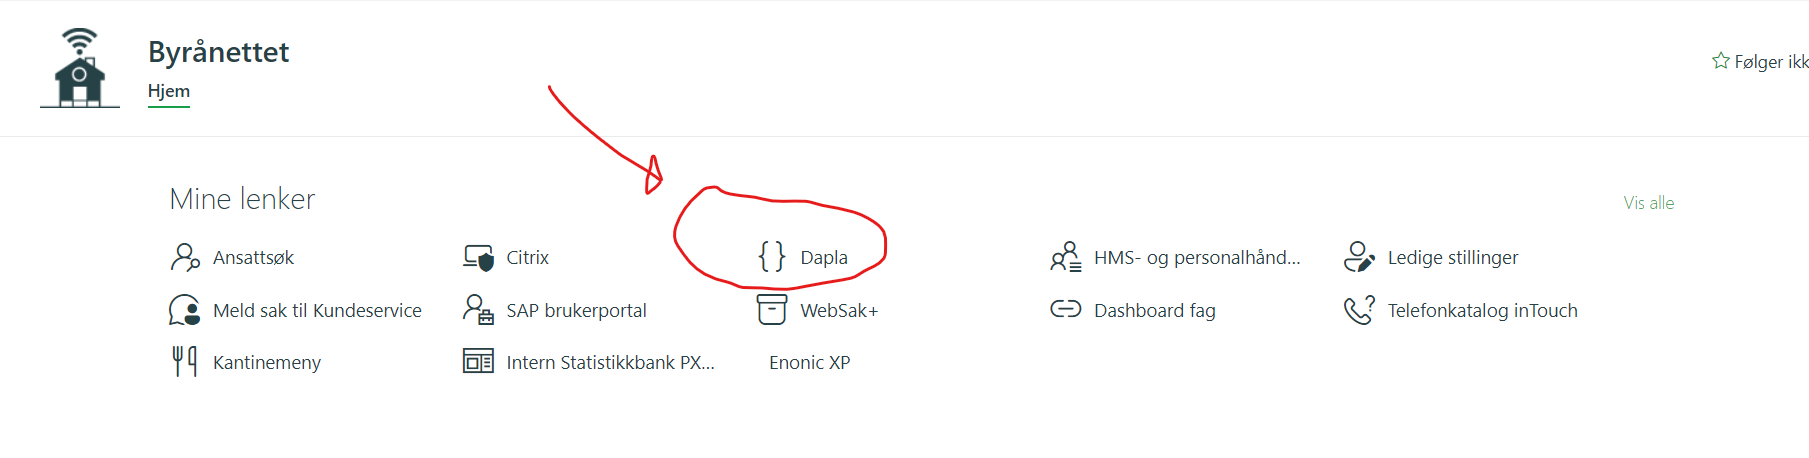 Byrånettet
Hjem
Følger ikk
Mine lenker
Vis alle
Ansattsøk
Citrix
{ } Dapla
HMS- og personalhånd...
Ledige stillinger
Meld sak til Kundeservice
SAP brukerportal
WebSak+
Dashboard fag
Telefonkatalog inTouch
Kantinemeny
Intern Statistikkbank PX...
Enonic XP